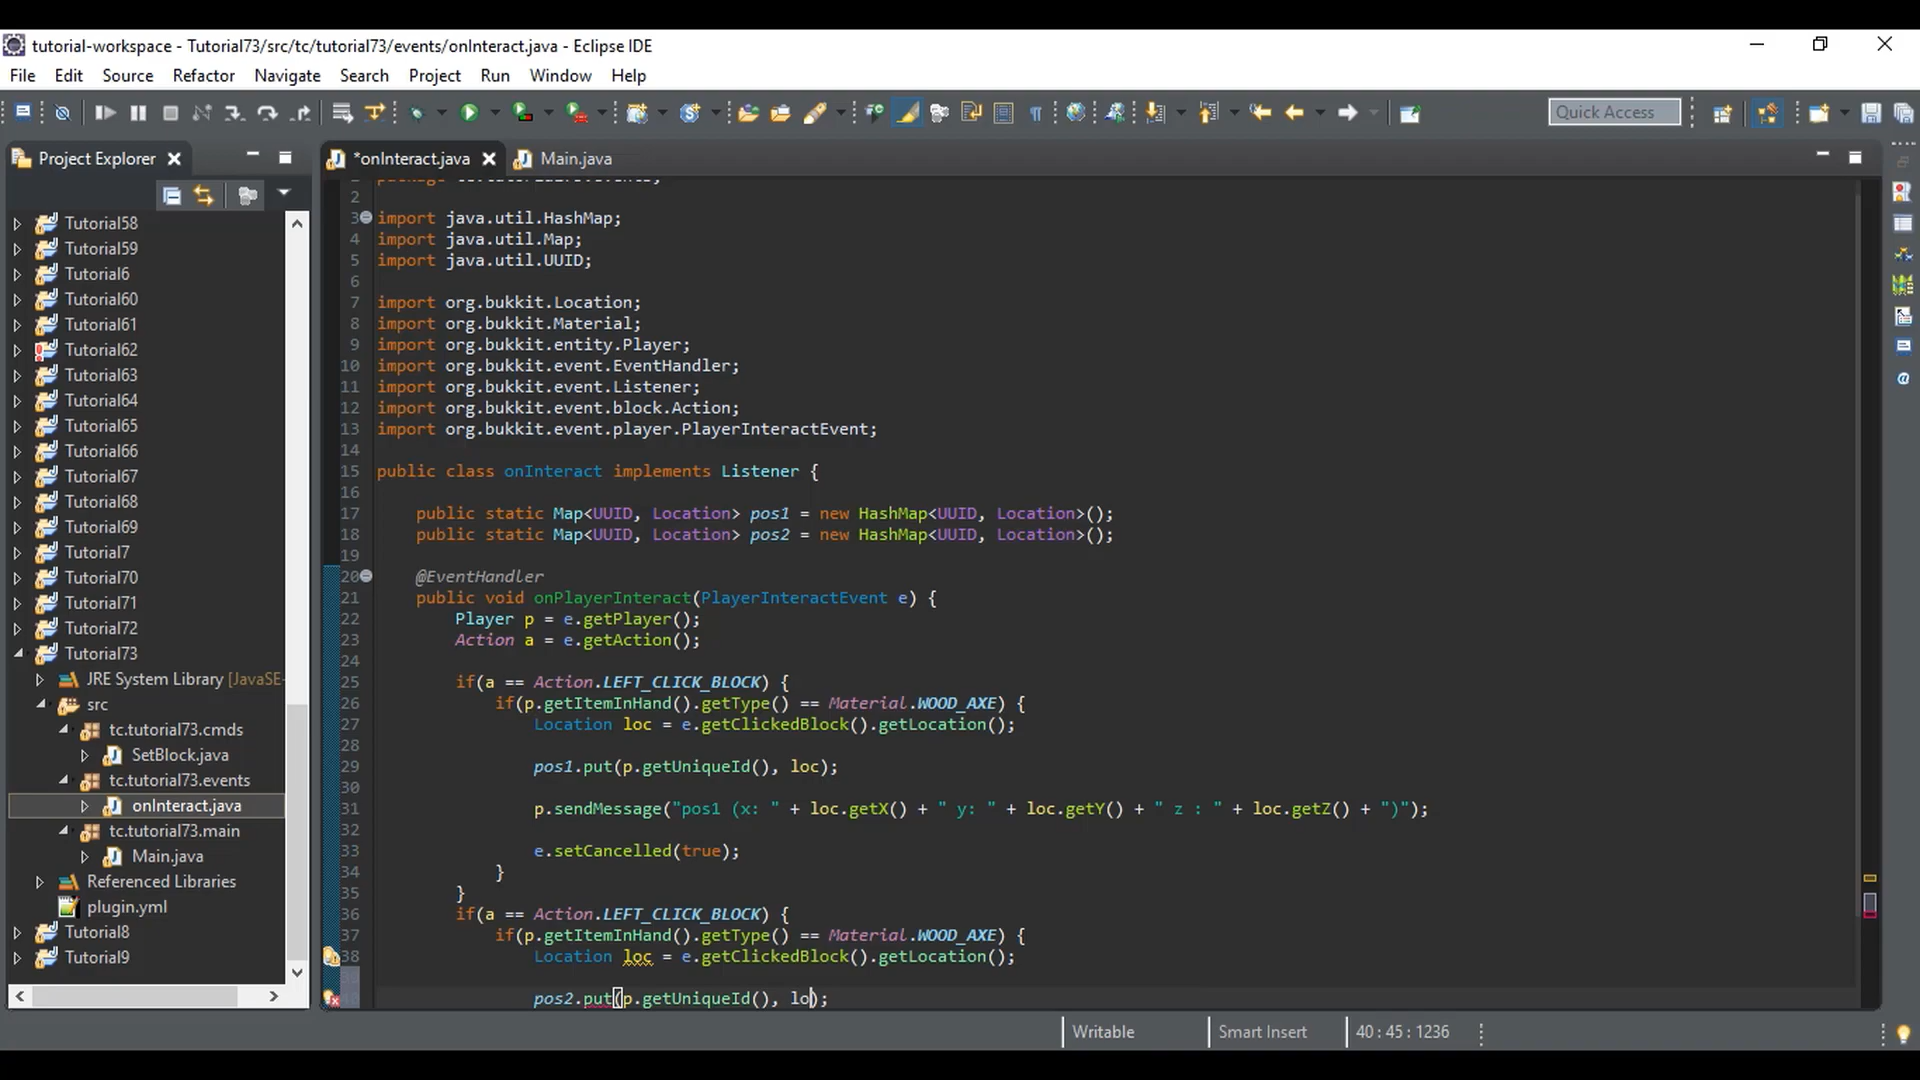 tutorial-workspace - Tutorial73/src/tc/tutorial73/events/onInteract.java - Eclipse IDE
File Edit Source Refactor Navigate Search Project Run Window Help
Quick Access
Project Explorer
*onInteract.java Main.java
Tutorial58
Tutorial59
Tutorial6
Tutorial60
Tutorial61
Tutorial62
Tutorial63
Tutorial64
Tutorial65
Tutorial66
Tutorial67
Tutorial68
Tutorial69
Tutorial7
Tutorial70
Tutorial71
Tutorial72
Tutorial73
JRE System Library [JavaSE-
src
tc.tutorial73.cmds
SetBlock.java
tc.tutorial73.events
onInteract.java
tc.tutorial73.main
Main.java
Referenced Libraries
plugin.yml
Tutorial8
Tutorial9
2
3 import java.util.HashMap;
4 import java.util.Map;
5 import java.util.UUID;
6
7 import org.bukkit.Location;
8 import org.bukkit.Material;
9 import org.bukkit.entity.Player;
10 import org.bukkit.event.EventHandler;
11 import org.bukkit.event.Listener;
12 import org.bukkit.event.block.Action;
13 import org.bukkit.event.player.PlayerInteractEvent;
14
15 public class onInteract implements Listener {
16
17 public static Map<UUID, Location> pos1 = new HashMap<UUID, Location>();
18 public static Map<UUID, Location> pos2 = new HashMap<UUID, Location>();
19
20 @EventHandler
21 public void onPlayerInteract(PlayerInteractEvent e) {
22 Player p = e.getPlayer();
23 Action a = e.getAction();
24
25 if(a == Action.LEFT_CLICK_BLOCK) {
26 if(p.getItemInHand().getType() == Material.WOOD_AXE) {
27 Location loc = e.getClickedBlock().getLocation();
28
29 pos1.put(p.getUniqueId(), loc);
30
31 p.sendMessage("pos1 (x: " + loc.getX() + " y: " + loc.getY() + " z : " + loc.getZ() + ")");
32
33 e.setCancelled(true);
34 }
35 }
36 if(a == Action.LEFT_CLICK_BLOCK) {
37 if(p.getItemInHand().getType() == Material.WOOD_AXE) {
38 Location loc = e.getClickedBlock().getLocation();
pos2.put(p.getUniqueId(), lo);
Writable Smart Insert 40 : 45 : 1236